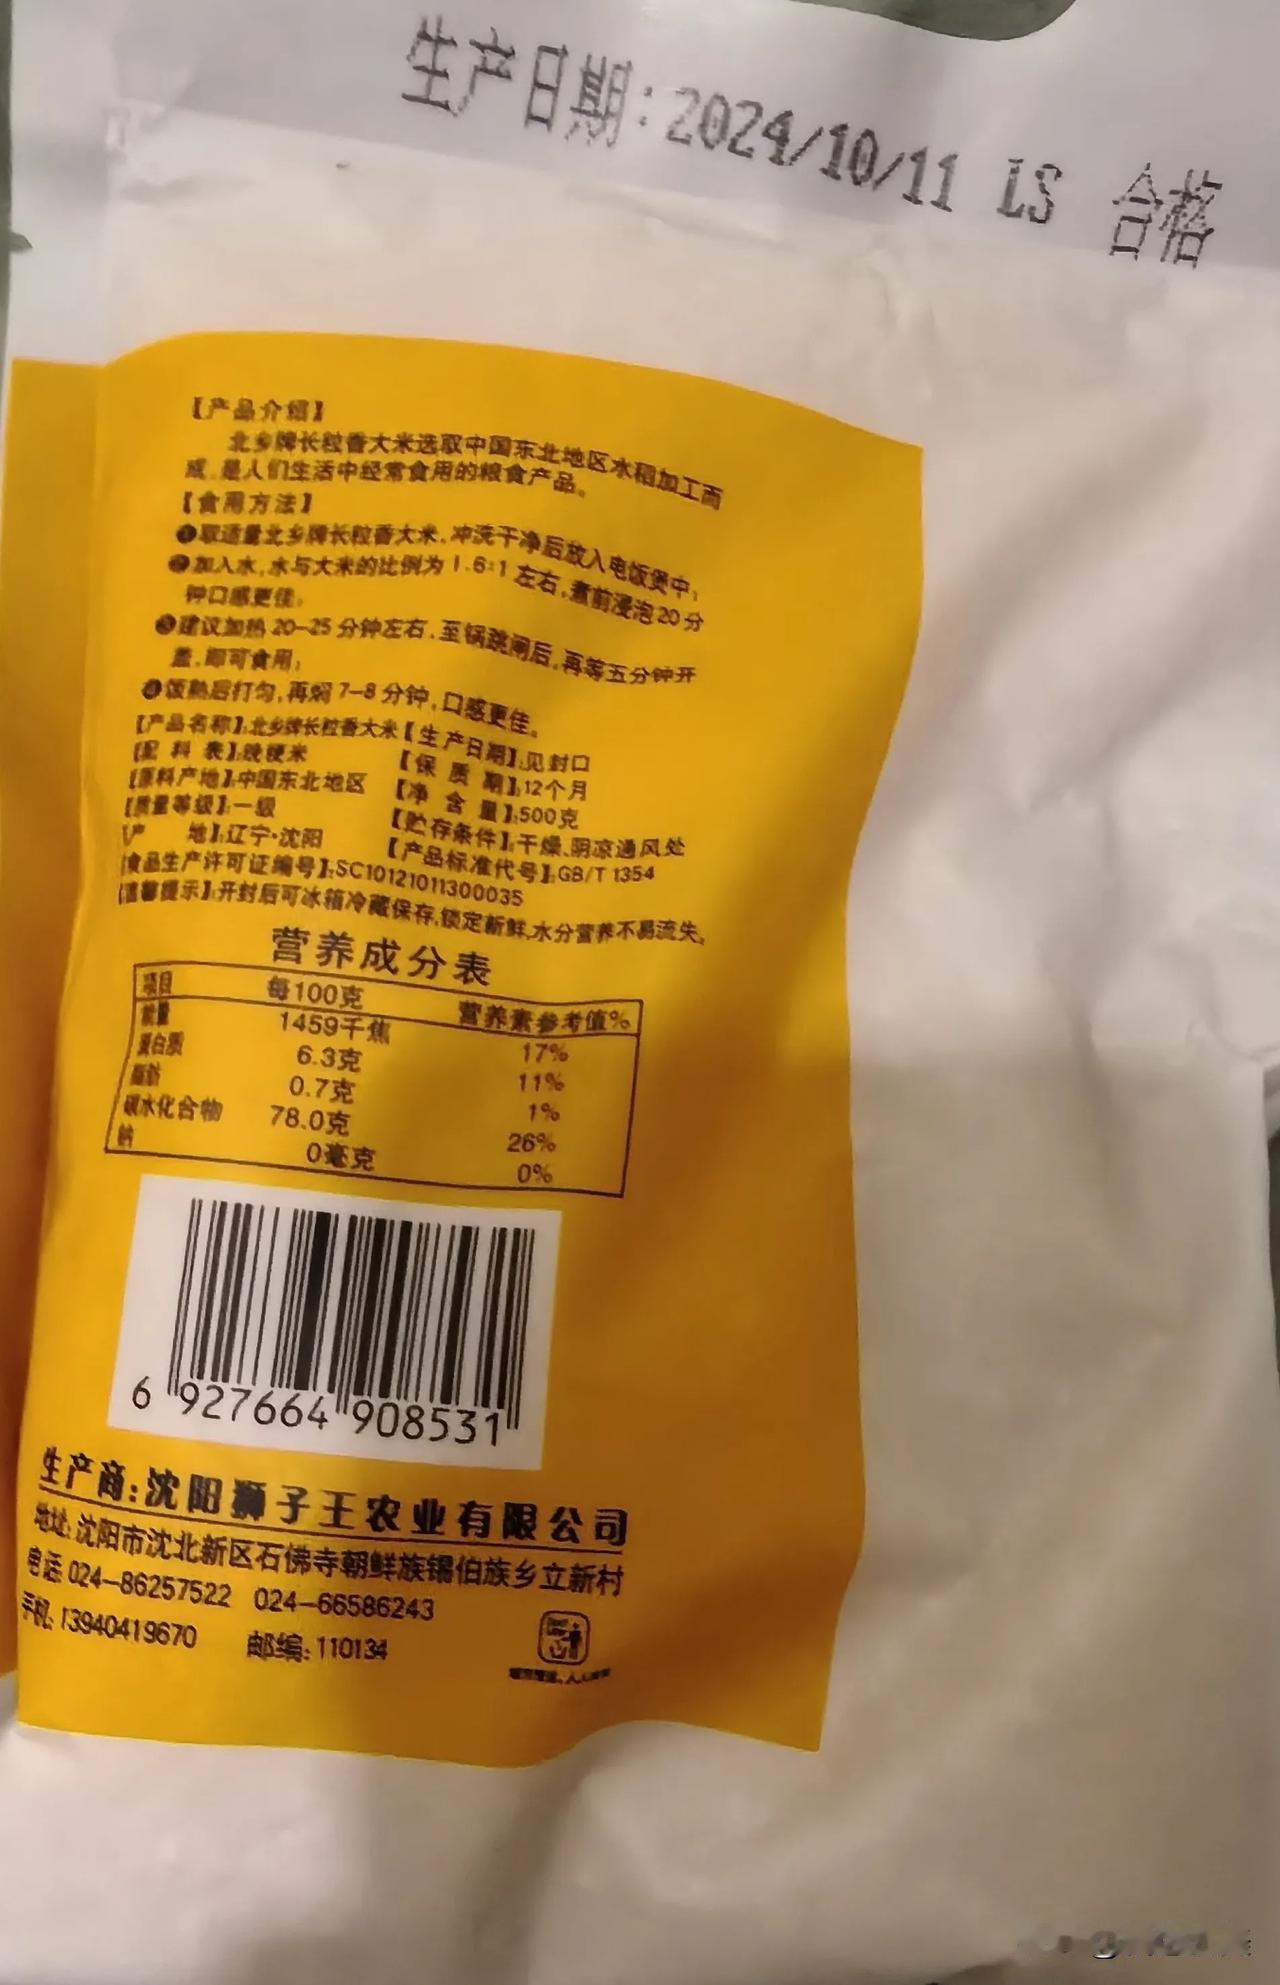 生产日期:2024/10/11 LS 合格
【产品介绍】
北乡牌长粒香大米选取中国东北地区水稻加工而
成,是人们生活中经常食用的粮食产品。
【食用方法】
❶取适量北乡牌长粒香大米,冲洗干净后放入电饭煲中;
❷加入水,水与大米的比例为1.6:1左右,煮前浸泡20分
钟口感更佳;
❸建议加热20-25分钟左右,至锅跳闸后,再等五分钟开
盖,即可食用;
❹饭熟后打匀,再焖7-8分钟,口感更佳。
【产品名称】:北乡牌长粒香大米【生产日期】:见封口
【配料表】:晚粳米 【保质期】:12个月
【原料产地】:中国东北地区 【净含量】:500克
【质量等级】:一级 【贮存条件】:干燥、阴凉通风处
产地】:辽宁·沈阳 【产品标准代号】:GB/T 1354
食品生产许可证编号】:SC10121011300035
温馨提示】:开封后可冰箱冷藏保存,锁定新鲜,水分营养不易流失。
营养成分表
项目 每100克 营养素参考值%
能量 1459千焦 17%
蛋白质 6.3克 11%
脂肪 0.7克 1%
碳水化合物 78.0克 26%
钠 0毫克 0%
6 927664 908531
生产商:沈阳狮子王农业有限公司
地址:沈阳市沈北新区石佛寺朝鲜族锡伯族乡立新村
电话:024-86257522 024-66586243
手机:13940419670 邮编:110134